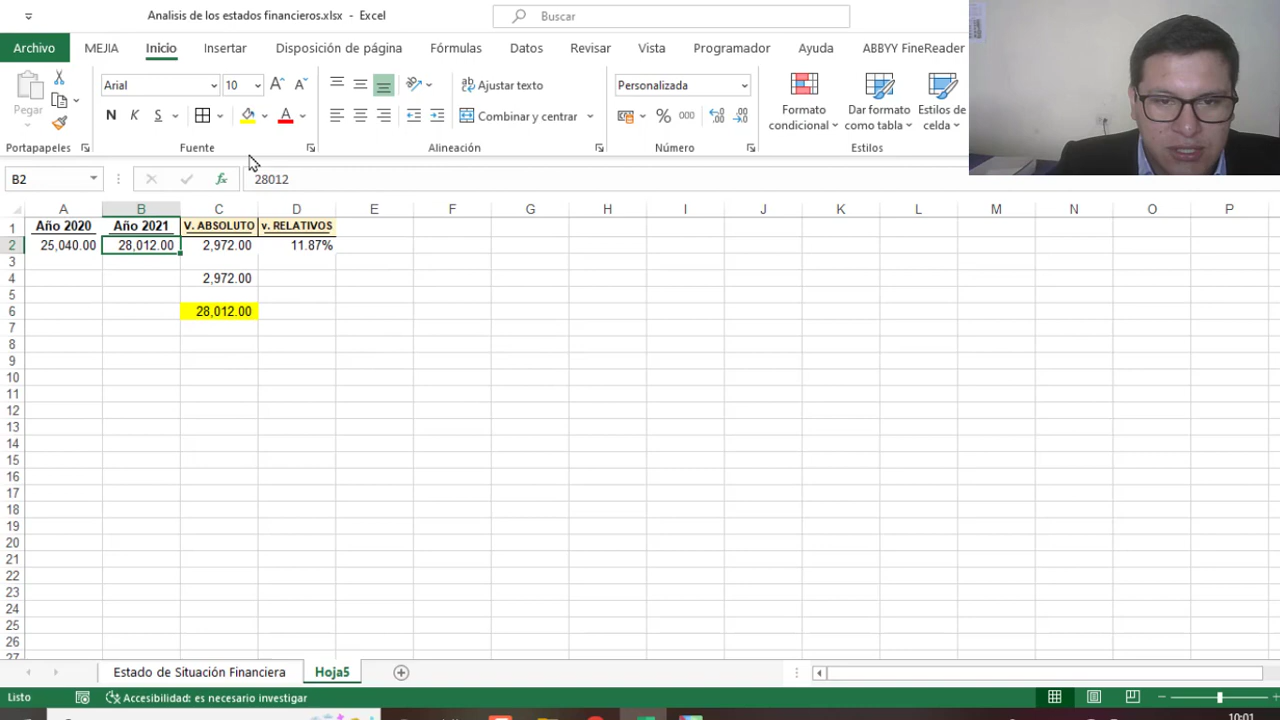 Analisis de los estados financieros.xlsx - Excel
Buscar
Archivo MEJIA Inicio Insertar Disposición de página Fórmulas Datos Revisar Vista Programador Ayuda ABBYY FineReader
Pegar
Arial 10
Ajustar texto
Personalizada
N K S
Combinar y centrar
% 000
Formato condicional
Dar formato como tabla
Estilos de celda
Portapapeles Fuente Alineación Número Estilos
B2 fx 28012
A B C D E F G H I J K L M N O P
1 Año 2020 Año 2021 V. ABSOLUTO v. RELATIVOS
2 25,040.00 28,012.00 2,972.00 11.87%
3
4 2,972.00
5
6 28,012.00
7
8
9
10
11
12
13
14
15
16
17
18
19
20
21
22
23
24
25
26
27
Estado de Situación Financiera Hoja5
Listo Accesibilidad: es necesario investigar
10:01